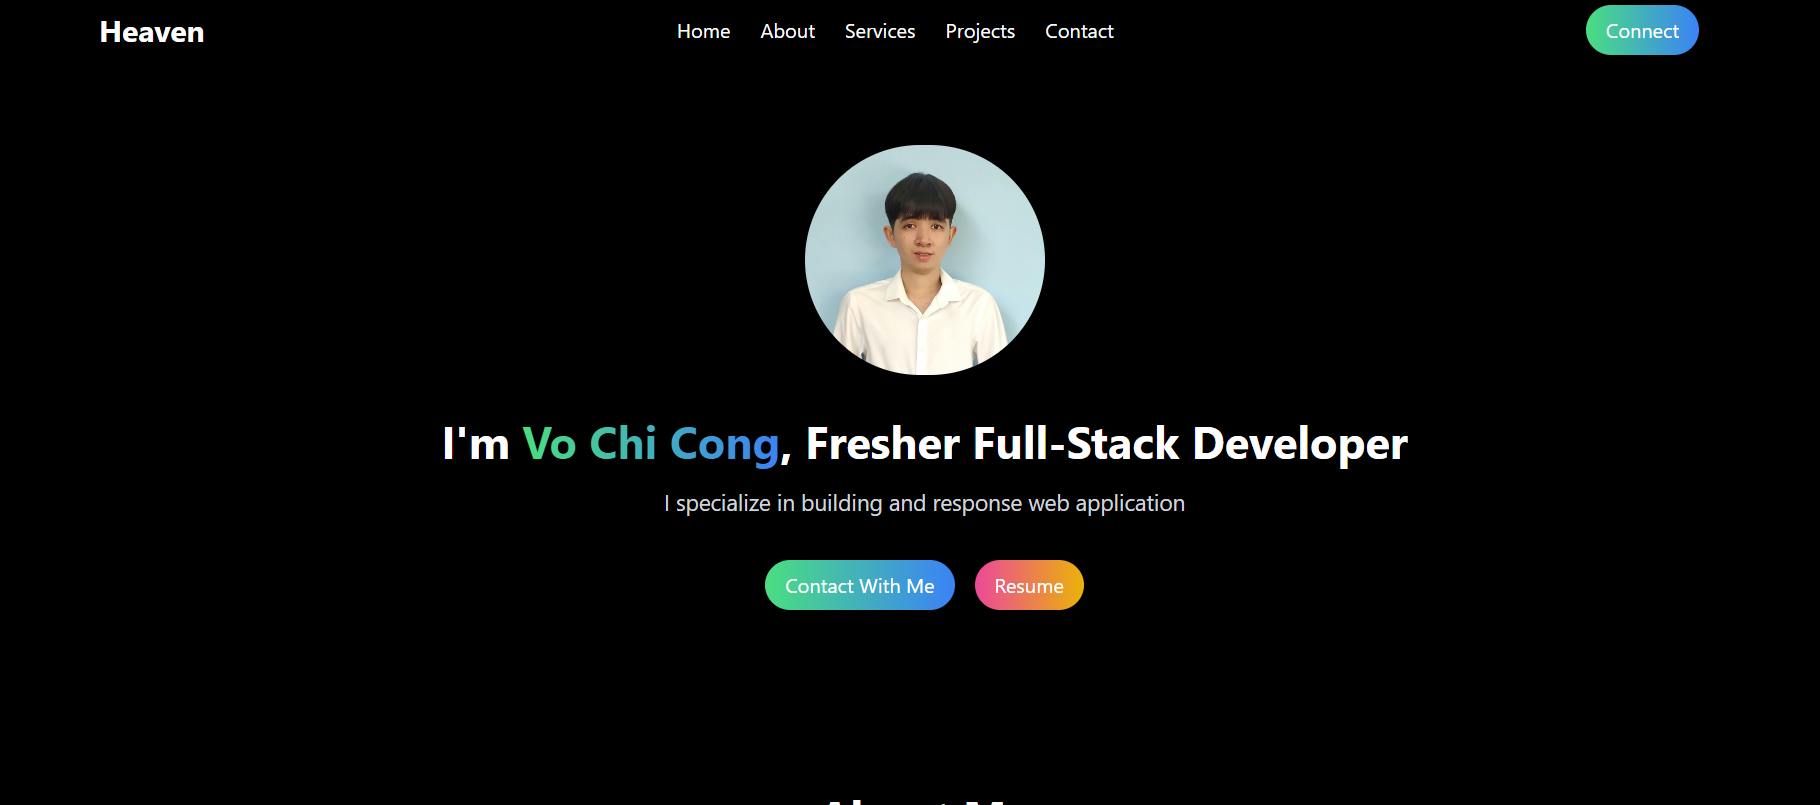 Heaven
Home About Services Projects Contact
Connect
I'm Vo Chi Cong, Fresher Full-Stack Developer
I specialize in building and response web application
Contact With Me
Resume